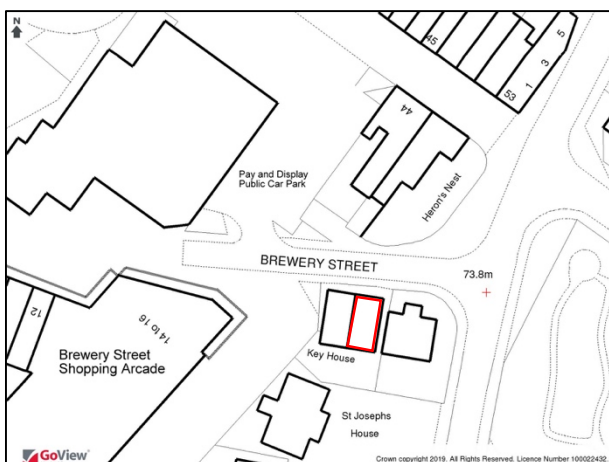 N
45
5
3
1
53
44
Pay and Display
Public Car Park
Heron's Nest
BREWERY STREET
73.8m
12
14 to 16
Brewery Street
Shopping Arcade
Key House
St Josephs
House
GoView
Crown copyright 2019. All Rights Reserved. Licence Number 100022432.